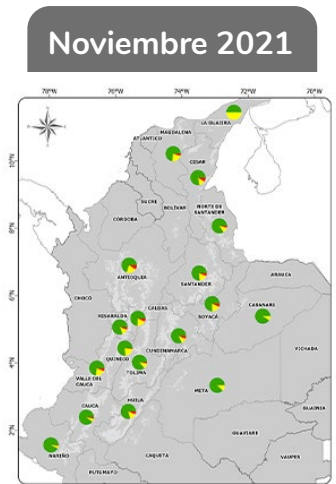 Noviembre 2021
78°W
76°W
74°W
72°W
70°W
LA GUAJIRA
MAGDALENA
ATLÁNTICO
CESAR
10°N
SUCRE
BOLÍVAR
NORTE DE
SANTANDER
8°N
CÓRDOBA
ANTIOQUIA
SANTANDER
ARAUCA
6°N
CHOCÓ
CALDAS
BOYACÁ
CASANARE
RISARALDA
CUNDINAMARCA
VICHADA
4°N
QUINDÍO
TOLIMA
VALLE DEL
CAUCA
META
CAUCA
HUILA
GUAINÍA
2°N
NARIÑO
GUAVIARE
CAQUETA
VAUPES
PUTUMAYO